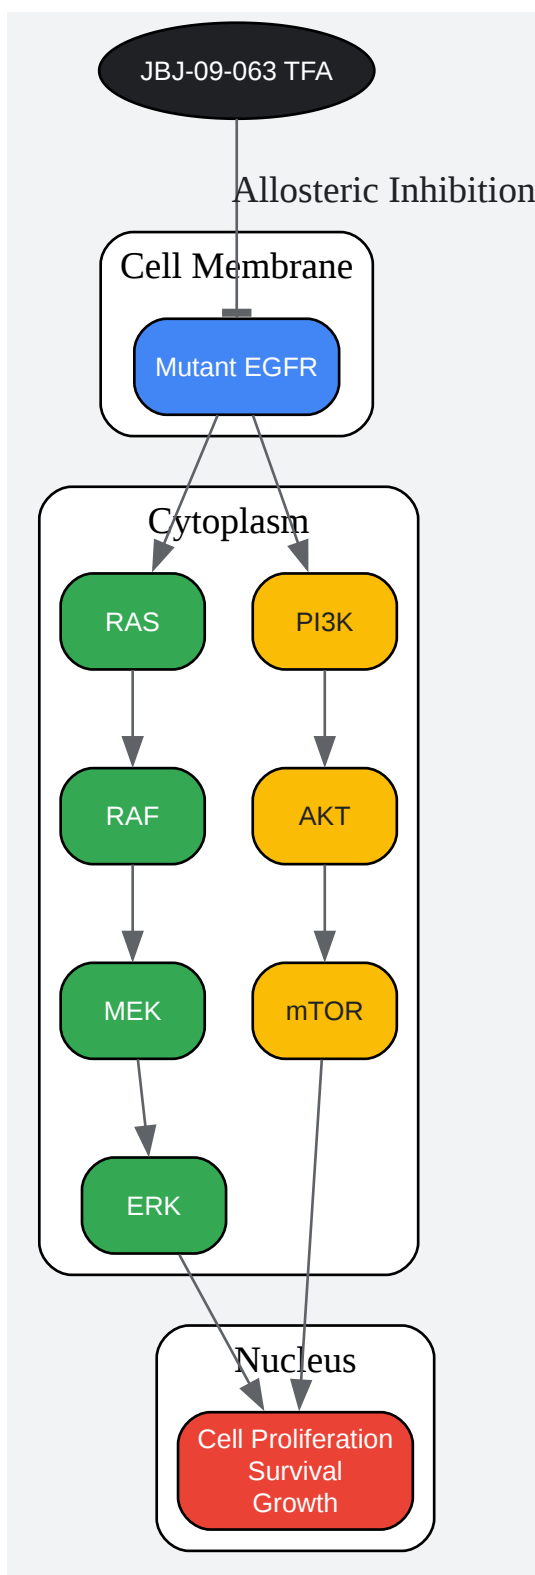 JBJ-09-063 TFA
Allosteric Inhibition
Cell Membrane
Mutant EGFR
Cytoplasm
RAS
PI3K
RAF
AKT
MEK
mTOR
ERK
Nucleus
Cell Proliferation
Survival
Growth